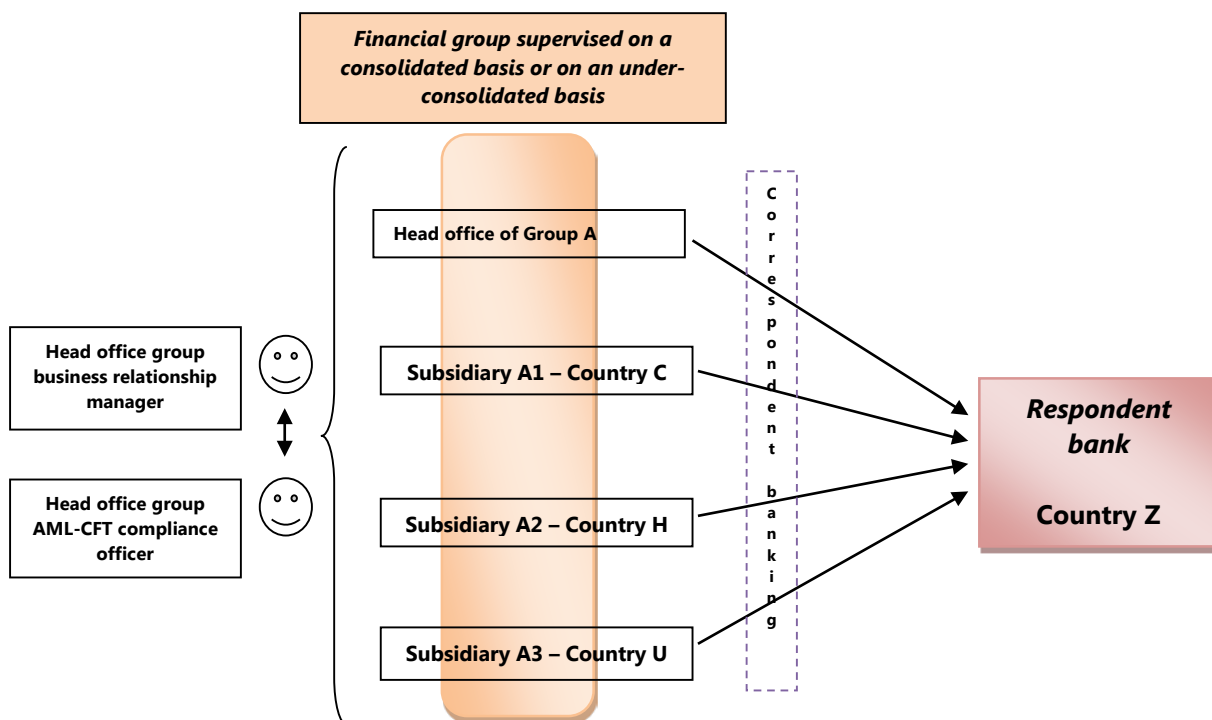 Financial group supervised on a
consolidated basis or on an under-
consolidated basis
Head office of Group A
Correspondent banking
Head office group
business relationship
manager
Subsidiary A1 – Country C
Respondent
bank
Country Z
Head office group
AML-CFT compliance
officer
Subsidiary A2 – Country H
Subsidiary A3 – Country U